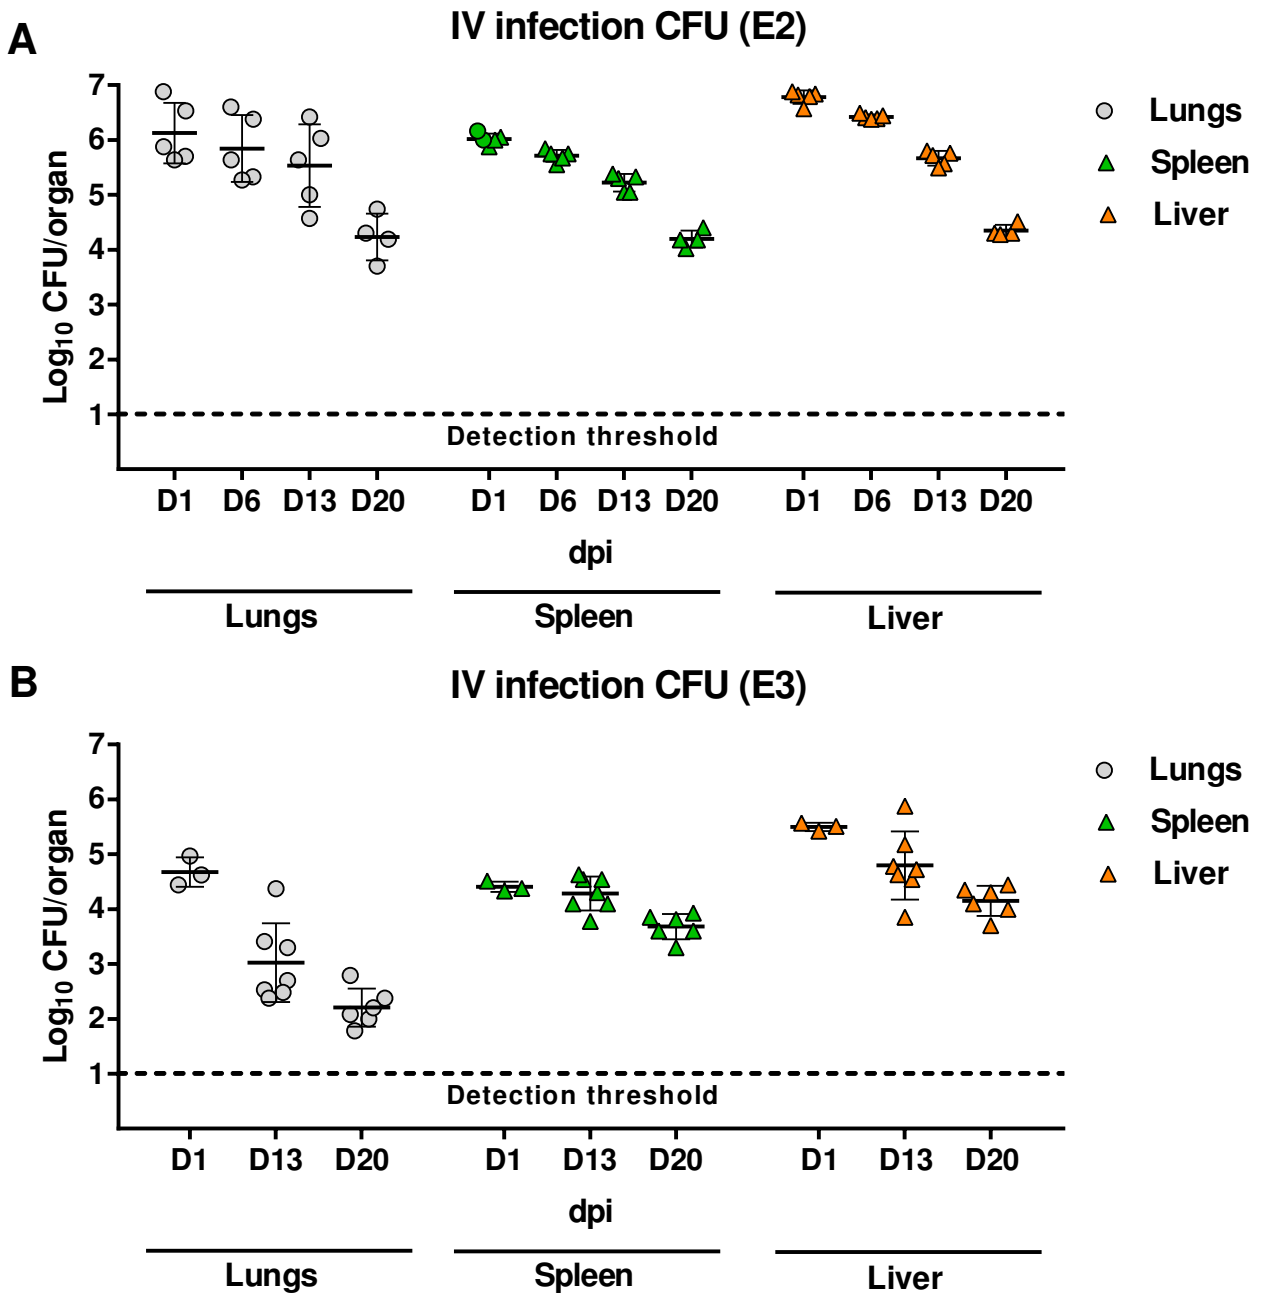 A
IV infection CFU (E2)
Log10 CFU/organ
7
6
5
4
3
2
1
Detection threshold
Lungs
Spleen
Liver
D1 D6 D13 D20 D1 D6 D13 D20 D1 D6 D13 D20
dpi
Lungs Spleen Liver
B
IV infection CFU (E3)
Log10 CFU/organ
7
6
5
4
3
2
1
Detection threshold
Lungs
Spleen
Liver
D1 D13 D20 D1 D13 D20 D1 D13 D20
dpi
Lungs Spleen Liver